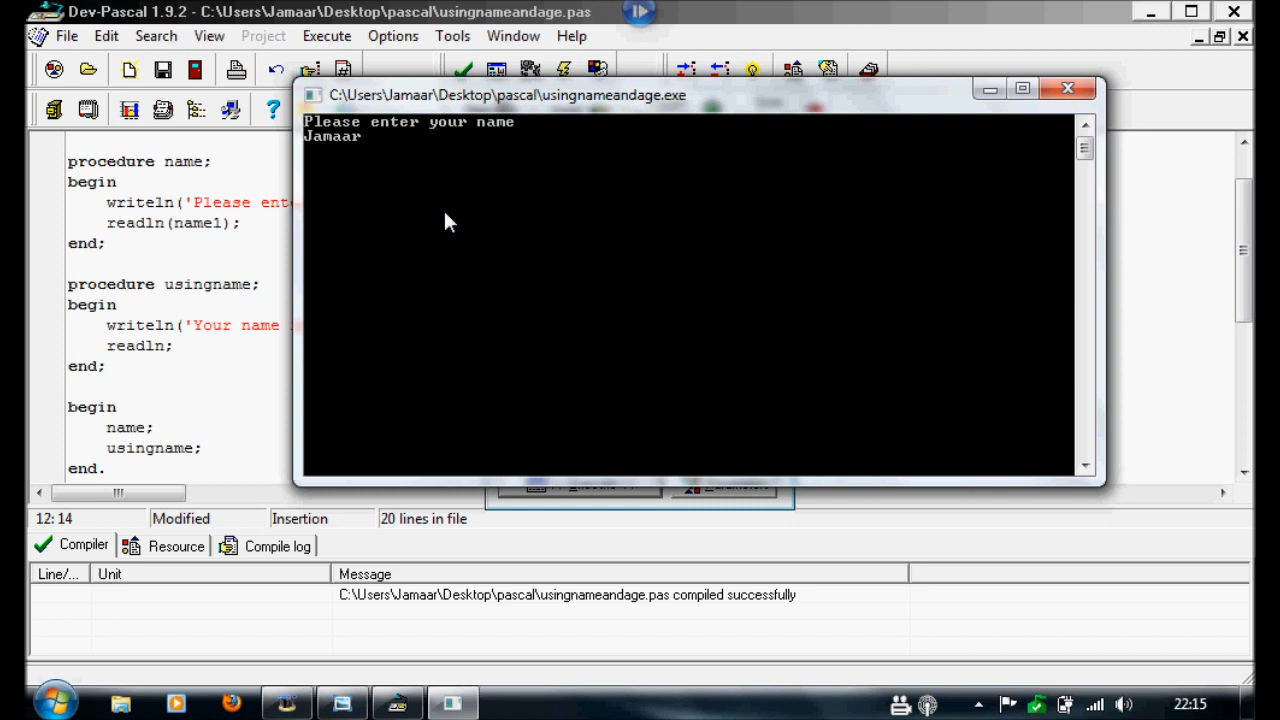 Dev-Pascal 1.9.2 - C:\Users\Jamaar\Desktop\pascal\usingnameandage.pas
File Edit Search View Project Execute Options Tools Window Help
C:\Users\Jamaar\Desktop\pascal\usingnameandage.exe
Please enter your name
Jamaar
procedure name;
begin
writeln('Please ent
readln(name1);
end;
procedure usingname;
begin
writeln('Your name
readln;
end;
begin
name;
usingname;
end.
12:14 Modified Insertion 20 lines in file
Compiler Resource Compile log
Line/... Unit Message
C:\Users\Jamaar\Desktop\pascal\usingnameandage.pas compiled successfully
22:15